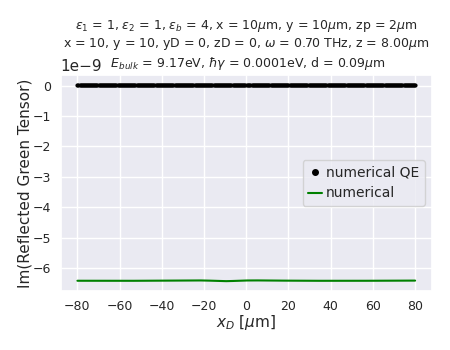 ε₁ = 1, ε₂ = 1, ε_b = 4, x = 10μm, y = 10μm, zp = 2μm
x = 10, y = 10, yD = 0, zD = 0, ω = 0.70 THz, z = 8.00μm
E_bulk = 9.17eV, ℏγ = 0.0001eV, d = 0.09μm
1e−9
Im(Reflected Green Tensor)
0
−1
−2
−3
−4
−5
−6
numerical QE
numerical
−80 −60 −40 −20 0 20 40 60 80
x_D [μm]